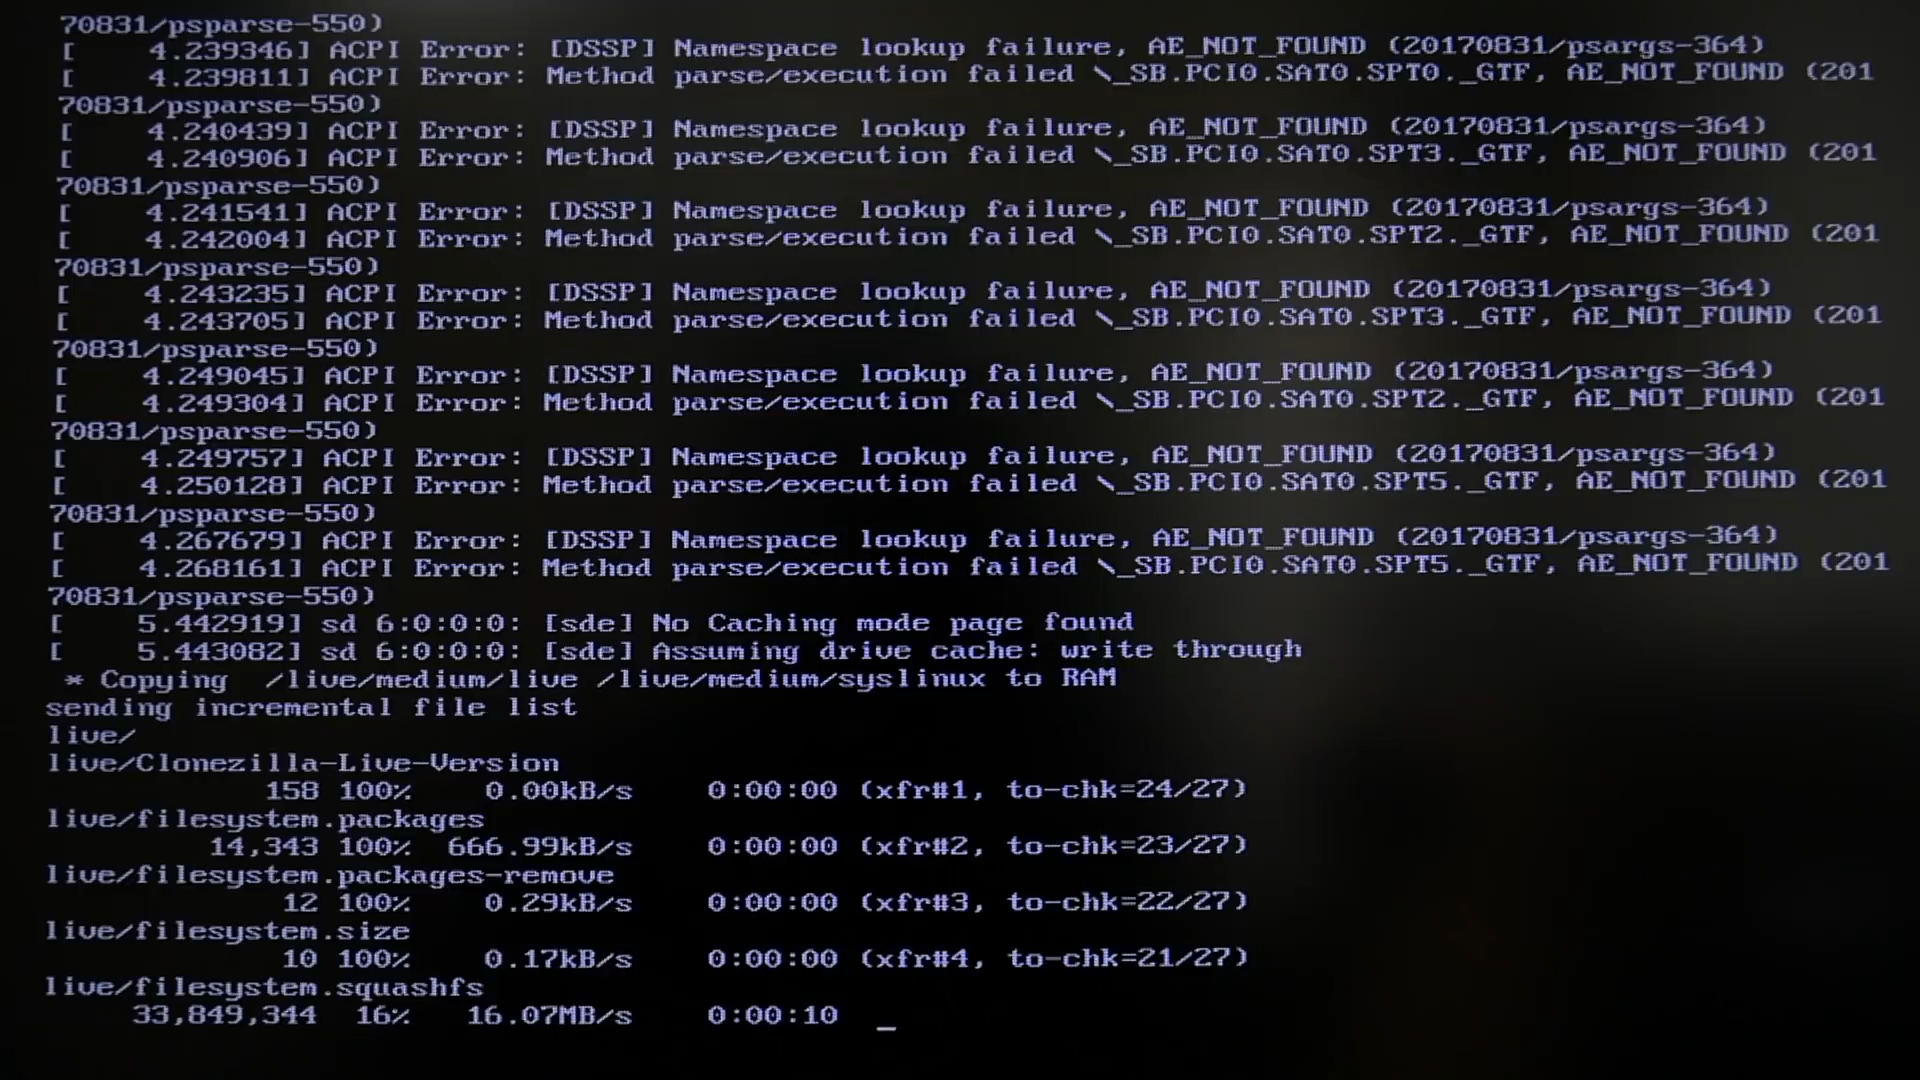 70831/psparse-550)
[    4.239346] ACPI Error: [DSSP] Namespace lookup failure, AE_NOT_FOUND (20170831/psargs-364)
[    4.239811] ACPI Error: Method parse/execution failed \_SB.PCI0.SAT0.SPT0._GTF, AE_NOT_FOUND (201
70831/psparse-550)
[    4.240439] ACPI Error: [DSSP] Namespace lookup failure, AE_NOT_FOUND (20170831/psargs-364)
[    4.240906] ACPI Error: Method parse/execution failed \_SB.PCI0.SAT0.SPT3._GTF, AE_NOT_FOUND (201
70831/psparse-550)
[    4.241541] ACPI Error: [DSSP] Namespace lookup failure, AE_NOT_FOUND (20170831/psargs-364)
[    4.242004] ACPI Error: Method parse/execution failed \_SB.PCI0.SAT0.SPT2._GTF, AE_NOT_FOUND (201
70831/psparse-550)
[    4.243235] ACPI Error: [DSSP] Namespace lookup failure, AE_NOT_FOUND (20170831/psargs-364)
[    4.243705] ACPI Error: Method parse/execution failed \_SB.PCI0.SAT0.SPT3._GTF, AE_NOT_FOUND (201
70831/psparse-550)
[    4.249045] ACPI Error: [DSSP] Namespace lookup failure, AE_NOT_FOUND (20170831/psargs-364)
[    4.249304] ACPI Error: Method parse/execution failed \_SB.PCI0.SAT0.SPT2._GTF, AE_NOT_FOUND (201
70831/psparse-550)
[    4.249757] ACPI Error: [DSSP] Namespace lookup failure, AE_NOT_FOUND (20170831/psargs-364)
[    4.250128] ACPI Error: Method parse/execution failed \_SB.PCI0.SAT0.SPT5._GTF, AE_NOT_FOUND (201
70831/psparse-550)
[    4.267679] ACPI Error: [DSSP] Namespace lookup failure, AE_NOT_FOUND (20170831/psargs-364)
[    4.268161] ACPI Error: Method parse/execution failed \_SB.PCI0.SAT0.SPT5._GTF, AE_NOT_FOUND (201
70831/psparse-550)
[    5.442919] sd 6:0:0:0: [sde] No Caching mode page found
[    5.443082] sd 6:0:0:0: [sde] Assuming drive cache: write through
 * Copying  /live/medium/live /live/medium/syslinux to RAM
sending incremental file list
live/
live/Clonezilla-Live-Version
            158 100%    0.00kB/s    0:00:00 (xfr#1, to-chk=24/27)
live/filesystem.packages
         14,343 100%  666.99kB/s    0:00:00 (xfr#2, to-chk=23/27)
live/filesystem.packages-remove
             12 100%    0.29kB/s    0:00:00 (xfr#3, to-chk=22/27)
live/filesystem.size
             10 100%    0.17kB/s    0:00:00 (xfr#4, to-chk=21/27)
live/filesystem.squashfs
     33,849,344  16%   16.07MB/s    0:00:10  _